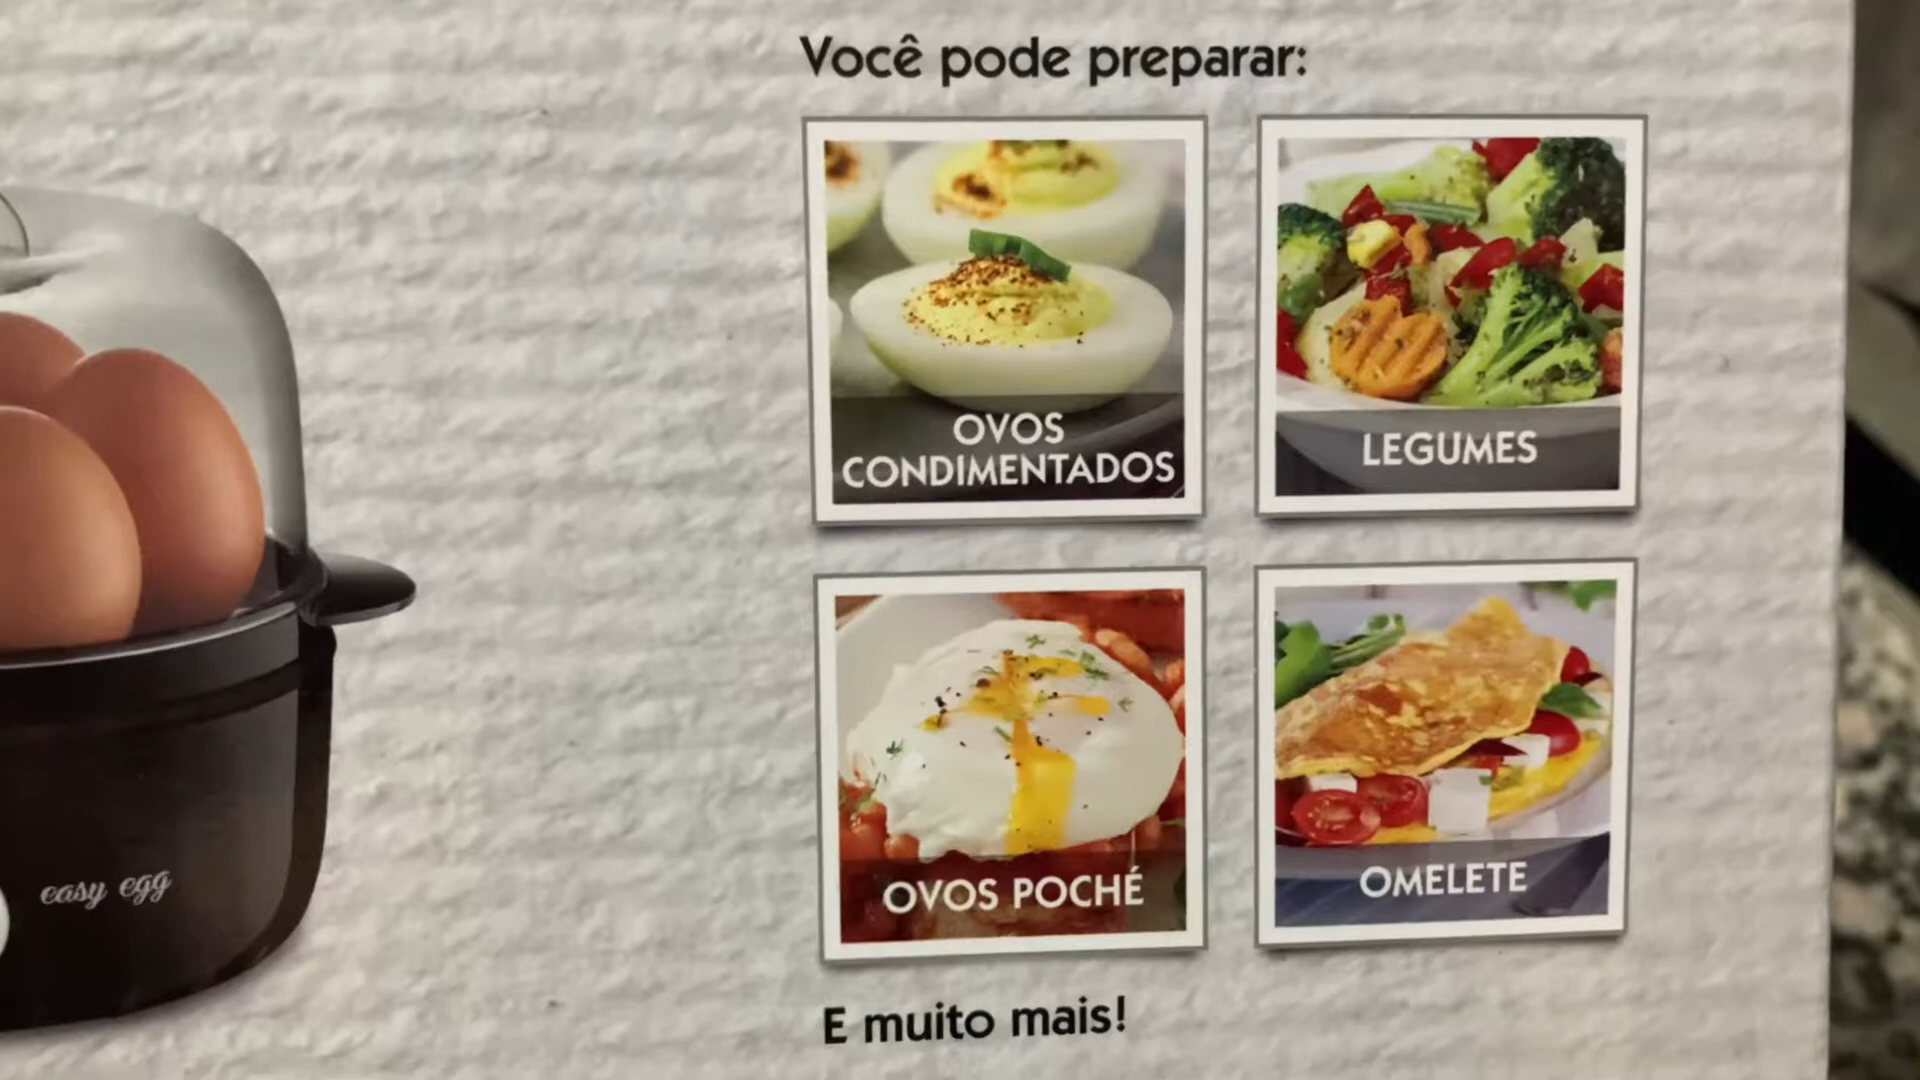 Você pode preparar:
OVOS
CONDIMENTADOS
LEGUMES
OVOS POCHÉ
OMELETE
E muito mais!
easy egg